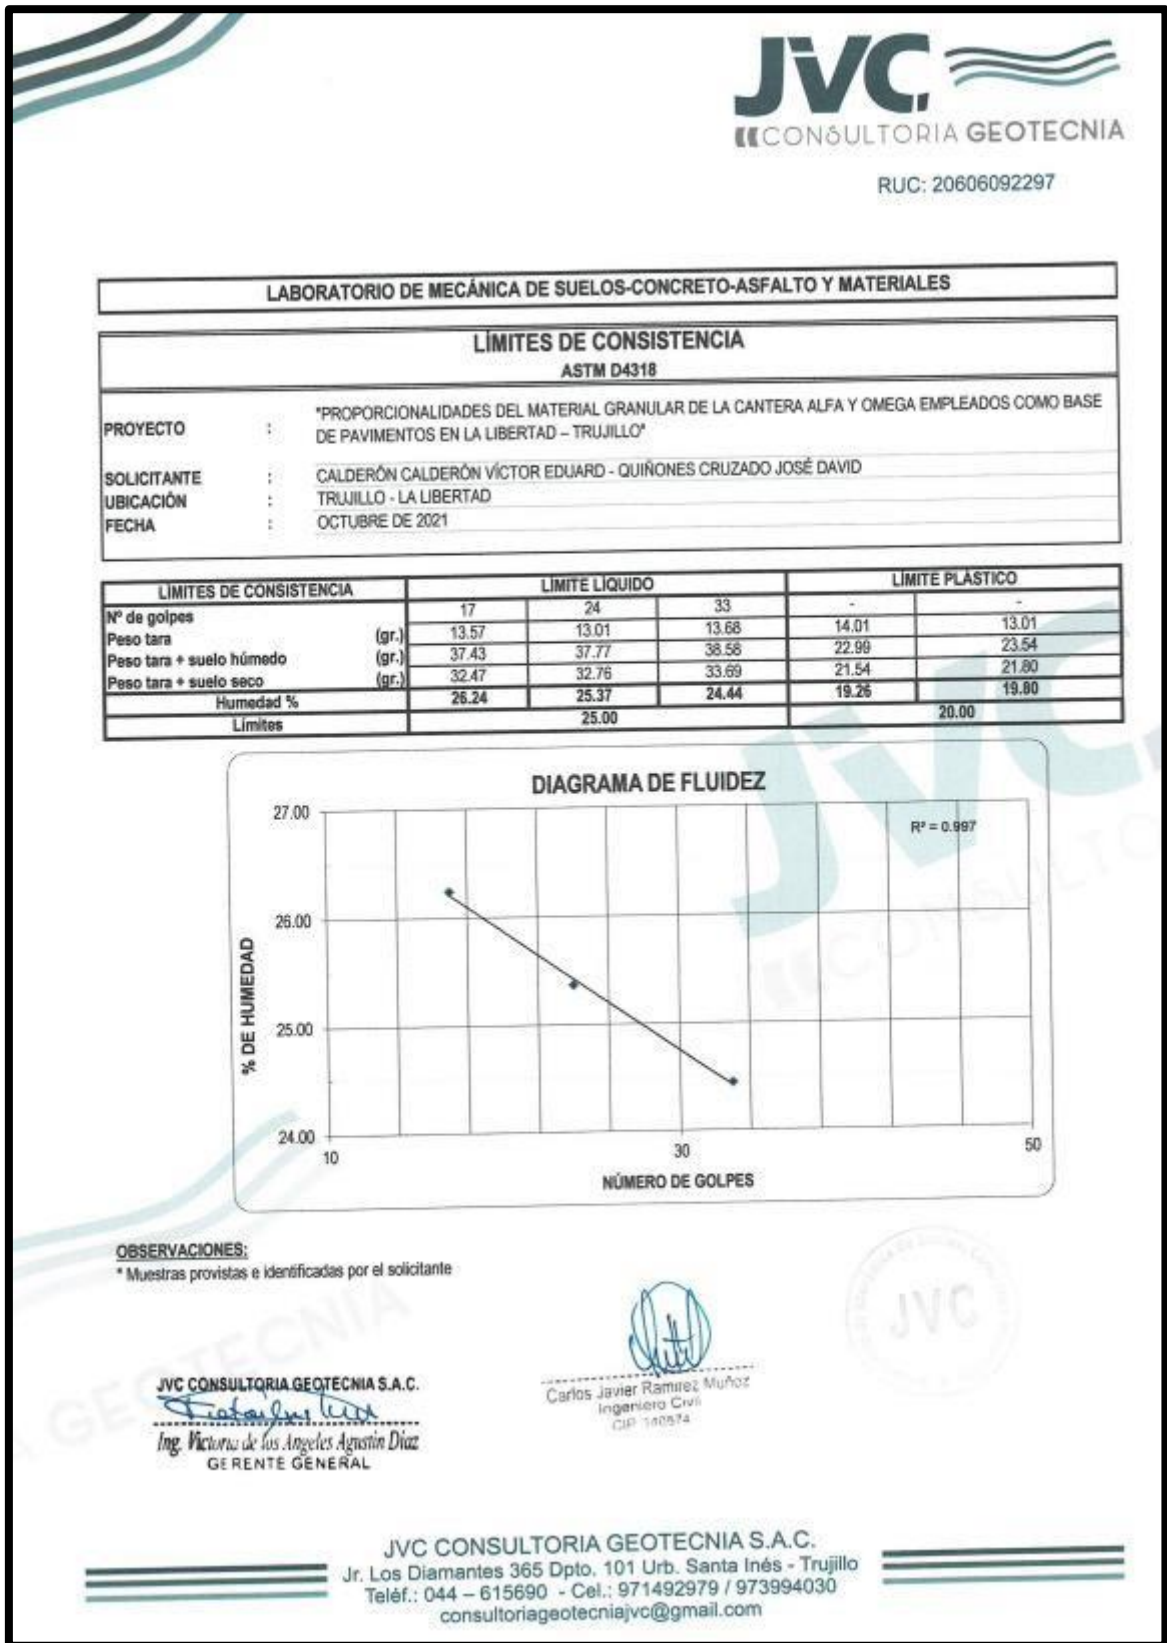 JVC
CONSULTORIA GEOTECNIA
RUC: 20606092297
LABORATORIO DE MECÁNICA DE SUELOS-CONCRETO-ASFALTO Y MATERIALES
LÍMITES DE CONSISTENCIA
ASTM D4318
PROYECTO : "PROPORCIONALIDADES DEL MATERIAL GRANULAR DE LA CANTERA ALFA Y OMEGA EMPLEADOS COMO BASE
DE PAVIMENTOS EN LA LIBERTAD – TRUJILLO"
SOLICITANTE : CALDERÓN CALDERÓN VÍCTOR EDUARD - QUIÑONES CRUZADO JOSÉ DAVID
UBICACIÓN : TRUJILLO - LA LIBERTAD
FECHA : OCTUBRE DE 2021
LÍMITES DE CONSISTENCIA LÍMITE LÍQUIDO LÍMITE PLÁSTICO
Nº de golpes 17 24 33 - -
Peso tara (gr.) 13.57 13.01 13.68 14.01 13.01
Peso tara + suelo húmedo (gr.) 37.43 37.77 38.58 22.99 23.54
Peso tara + suelo seco (gr.) 32.47 32.76 33.69 21.54 21.80
Humedad % 26.24 25.37 24.44 19.26 19.80
Límites 25.00 20.00
DIAGRAMA DE FLUIDEZ
R² = 0.997
27.00
26.00
25.00
24.00
% DE HUMEDAD
10 30 50
NÚMERO DE GOLPES
OBSERVACIONES:
* Muestras provistas e identificadas por el solicitante
JVC
JVC CONSULTORIA GEOTECNIA S.A.C.
Ing. Victoria de los Angeles Agustin Diaz
GERENTE GENERAL
Carlos Javier Ramirez Muñoz
Ingeniero Civil
JVC CONSULTORIA GEOTECNIA S.A.C.
Jr. Los Diamantes 365 Dpto. 101 Urb. Santa Inés - Trujillo
Teléf.: 044 – 615690 - Cel.: 971492979 / 973994030
consultoriageotecniajvc@gmail.com